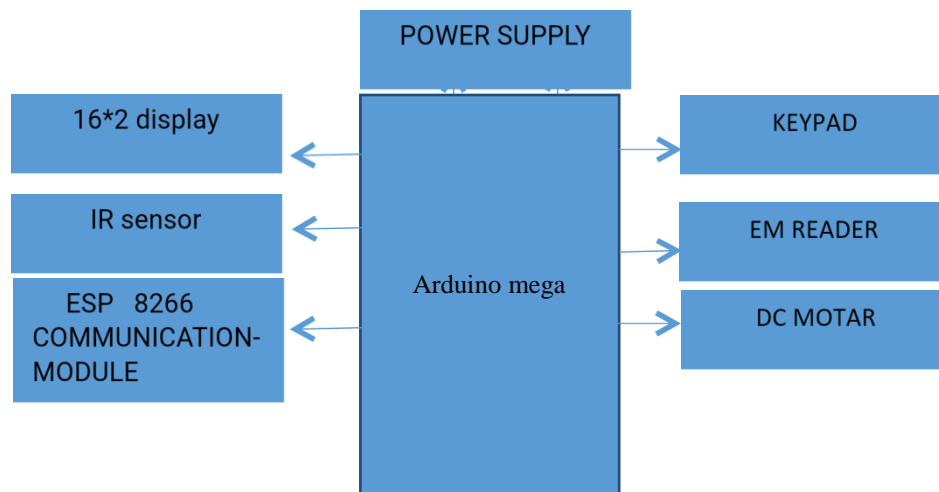 POWER SUPPLY
16*2 display
KEYPAD
IR sensor
EM READER
Arduino mega
ESP 8266
COMMUNICATION-
MODULE
DC MOTAR